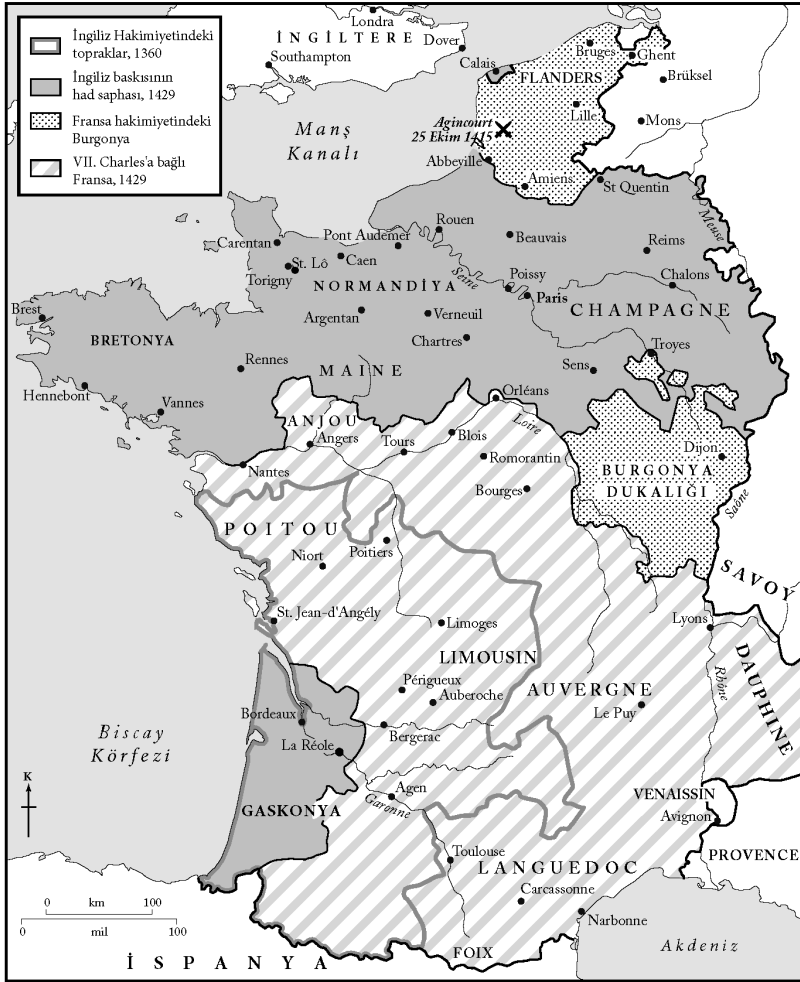 İngiliz Hakimiyetindeki
topraklar, 1360
İngiliz baskısının
had saphası, 1429
Fransa hakimiyetindeki
Burgonya
VII. Charles'a bağlı
Fransa, 1429
Londra
İNGİLTERE
Dover
Southampton
Calais
Bruges
Ghent
FLANDERS
Brüksel
Lille
Mons
Agincourt
25 Ekim 1415
Manş
Kanalı
Abbeville
Amiens
St Quentin
Meuse
Rouen
Pont Audemer
Beauvais
Carentan
Reims
St. Lô
Caen
Torigny
Seine
Poissy
Chalons
NORMANDİYA
Paris
CHAMPAGNE
Brest
Argentan
Verneuil
BRETONYA
Chartres
Troyes
Rennes
MAINE
Sens
Hennebont
Orléans
Vannes
ANJOU
Loire
Angers
Tours
Blois
Dijon
Nantes
Romorantin
BURGONYA
DUKALIĞI
Bourges
Saône
POITOU
Poitiers
Niort
SAVOY
St. Jean-d'Angély
Limoges
Lyons
LIMOUSIN
DAUPHINE
Périgueux
AUVERGNE
Rhône
Auberoche
Le Puy
Bordeaux
Biscay
Körfezi
Bergerac
La Réole
K
Agen
VENAISSIN
GASKONYA
Garonne
Avignon
Toulouse
PROVENCE
LANGUEDOC
Carcassonne
0 km 100
Narbonne
0 mil 100
Akdeniz
FOIX
İSPANYA